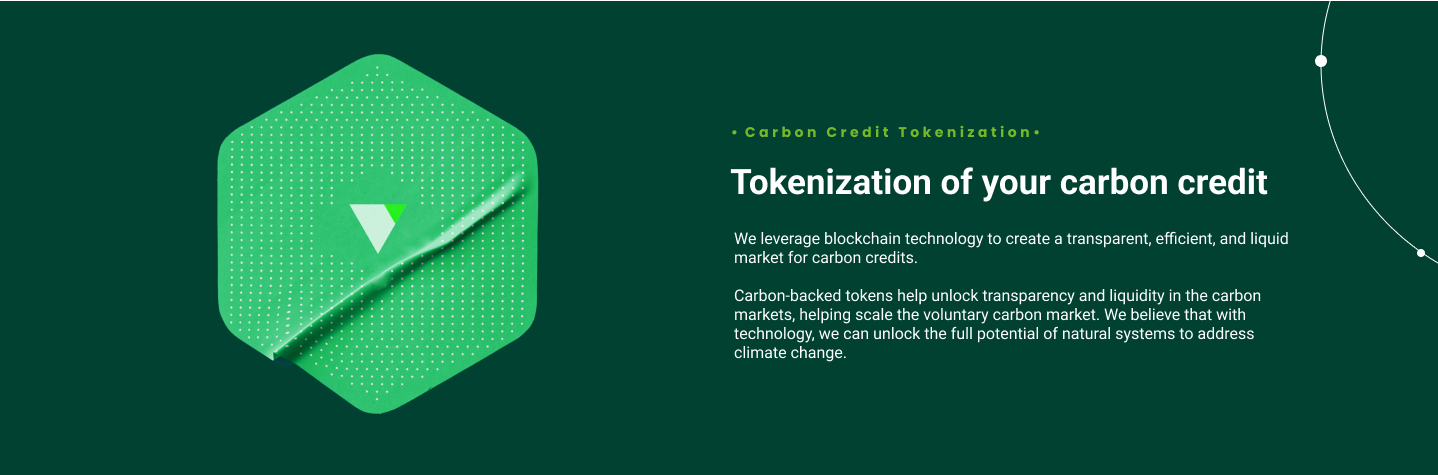 • Carbon Credit Tokenization•
Tokenization of your carbon credit
We leverage blockchain technology to create a transparent, efficient, and liquid
market for carbon credits.
Carbon-backed tokens help unlock transparency and liquidity in the carbon
markets, helping scale the voluntary carbon market. We believe that with
technology, we can unlock the full potential of natural systems to address
climate change.